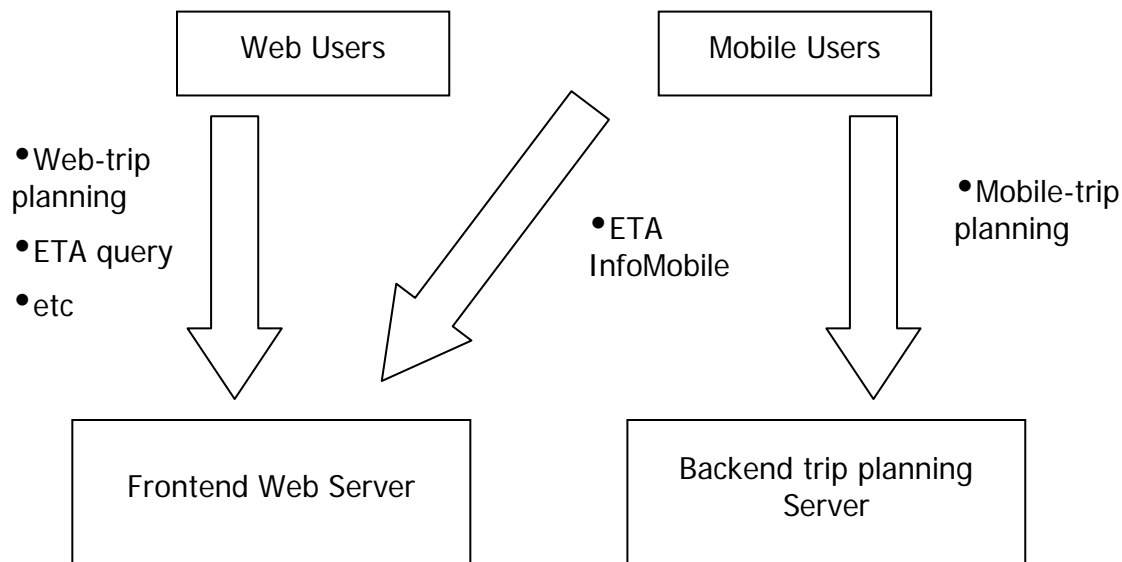 Web Users
Mobile Users
•Web-trip
planning
•ETA query
•etc
•ETA
InfoMobile
•Mobile-trip
planning
Frontend Web Server
Backend trip planning
Server